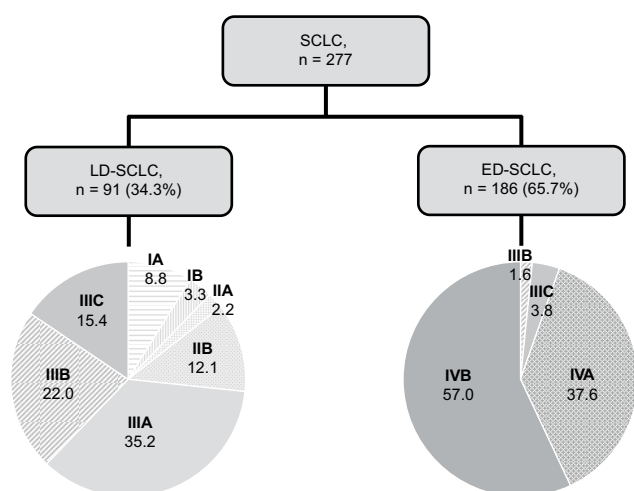 SCLC,
n = 277
LD-SCLC,
n = 91 (34.3%)
ED-SCLC,
n = 186 (65.7%)
IA
8.8
IB
3.3
IIA
2.2
IIB
12.1
IIIA
35.2
IIIB
22.0
IIIC
15.4
IIIB
1.6
IIIC
3.8
IVA
37.6
IVB
57.0